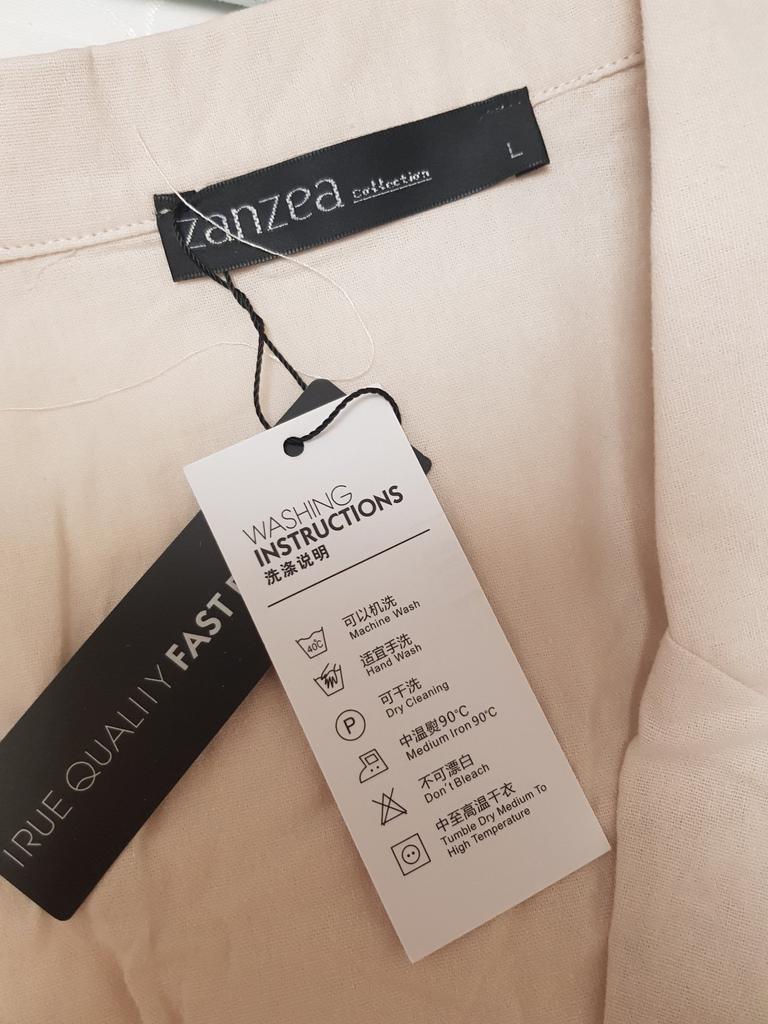 zanzea Collection L
WASHING
INSTRUCTIONS
洗涤说明
40℃
可以机洗
Machine Wash
适宜手洗
Hand Wash
P
可干洗
Dry Cleaning
中温熨90℃
Medium Iron 90℃
不可漂白
Don't Bleach
中至高温干衣
Tumble Dry Medium To
High Temperature
TRUE QUALITY FAST